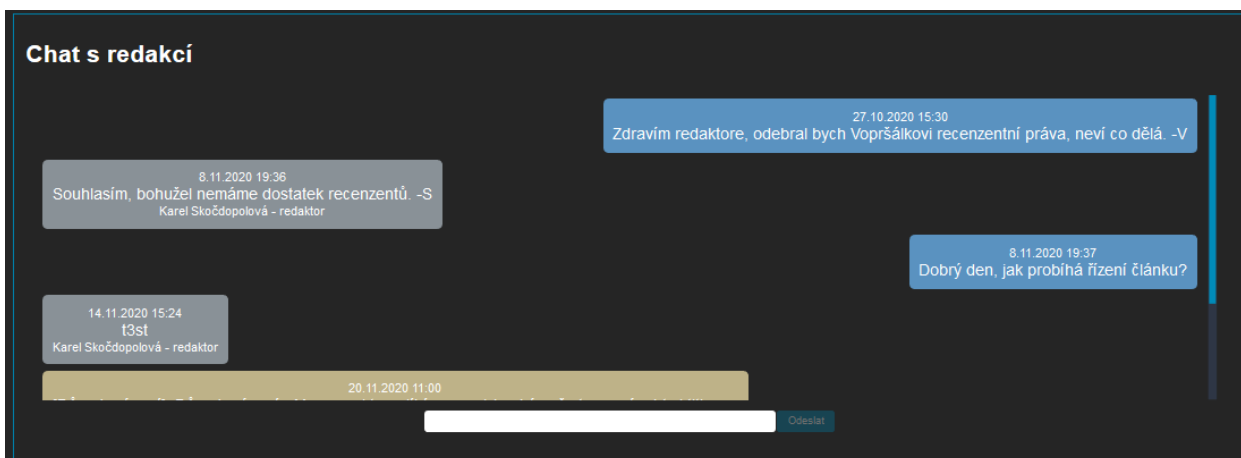 Chat s redakcí
27.10.2020 15:30
Zdravím redaktore, odebral bych Vopršálkovi recenzentní práva, neví co dělá. -V
8.11.2020 19:36
Souhlasím, bohužel nemáme dostatek recenzentů. -S
Karel Skočdopolová - redaktor
8.11.2020 19:37
Dobrý den, jak probíhá řízení článku?
14.11.2020 15:24
t3st
Karel Skočdopolová - redaktor
20.11.2020 11:00
Odeslat